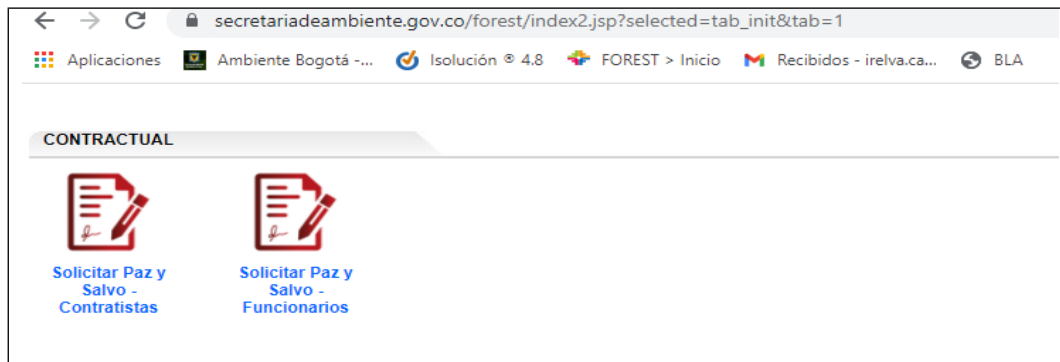 secretariadeambiente.gov.co/forest/index2.jsp?selected=tab_init&tab=1
Aplicaciones Ambiente Bogotá -... Isolución ® 4.8 FOREST > Inicio Recibidos - irelva.ca... BLA
CONTRACTUAL
Solicitar Paz y Solicitar Paz y
Salvo - Salvo -
Contratistas Funcionarios